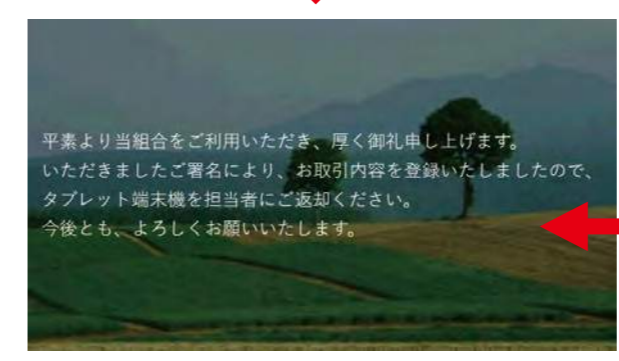 平素より当組合をご利用いただき、厚く御礼申し上げます。
いただきましたご署名により、お取引内容を登録いたしましたので、
タブレット端末機を担当者にご返却ください。
今後とも、よろしくお願いいたします。